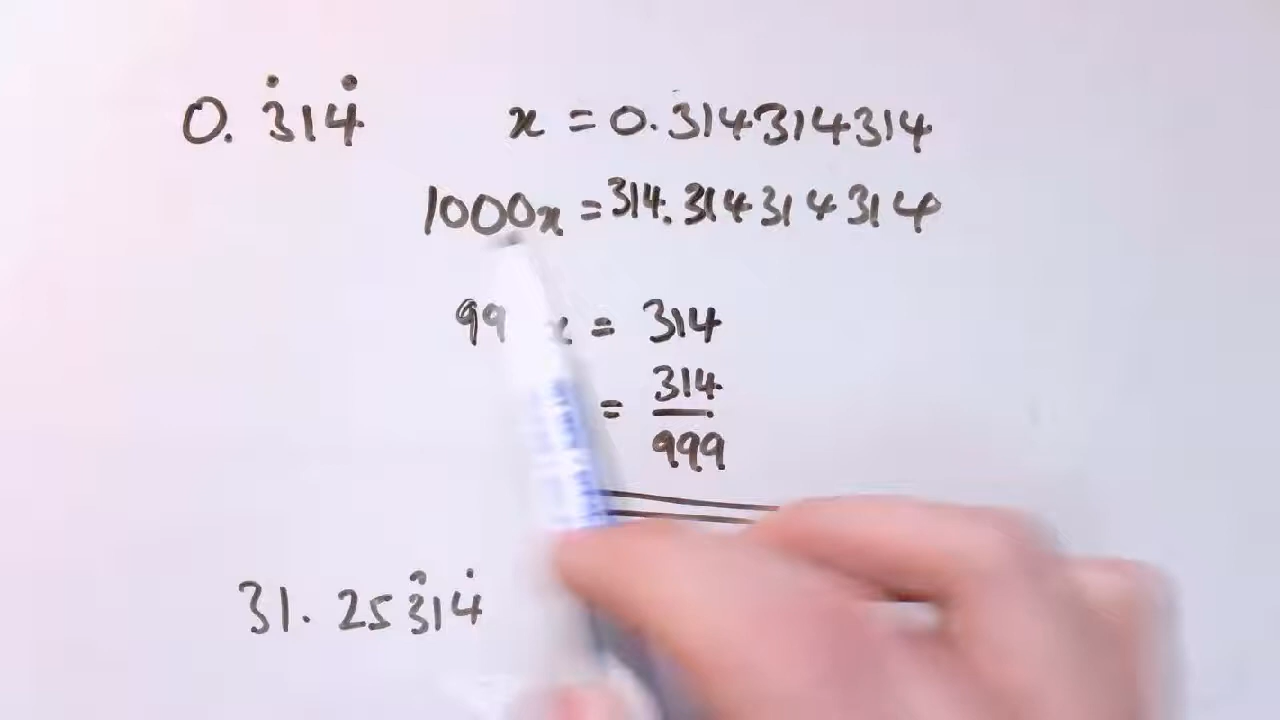 0. 3̇14̇ x = 0.314314314
1000x = 314.314314314
99 x = 314
= 314/999
31.253̇14̇